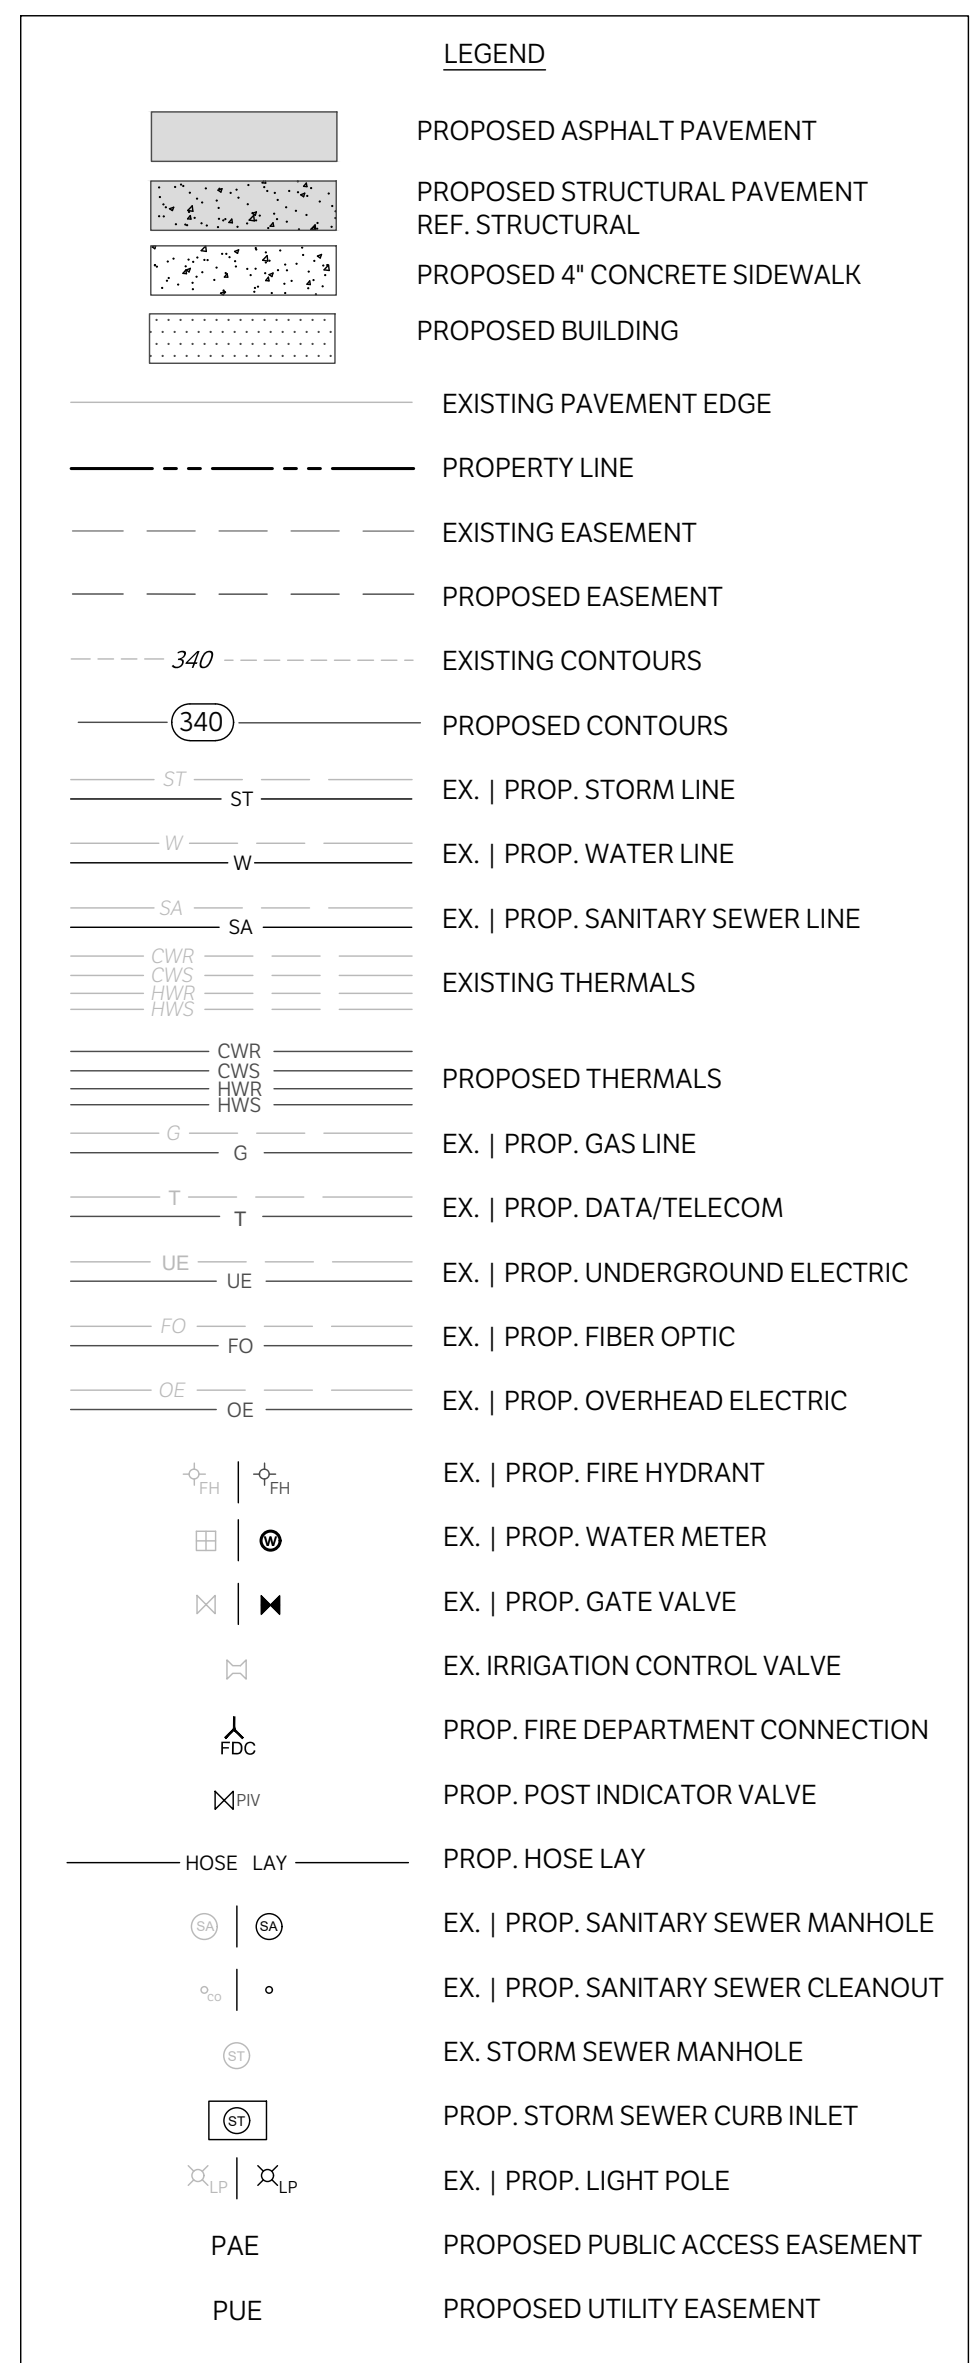 LEGEND
PROPOSED ASPHALT PAVEMENT
PROPOSED STRUCTURAL PAVEMENT
REF. STRUCTURAL
PROPOSED 4" CONCRETE SIDEWALK
PROPOSED BUILDING
EXISTING PAVEMENT EDGE
PROPERTY LINE
EXISTING EASEMENT
PROPOSED EASEMENT
340 EXISTING CONTOURS
340 PROPOSED CONTOURS
ST
ST
EX. | PROP. STORM LINE
W
W
EX. | PROP. WATER LINE
SA
SA
EX. | PROP. SANITARY SEWER LINE
CWR
CWS
HWR
HWS
EXISTING THERMALS
CWR
CWS
HWR
HWS
PROPOSED THERMALS
G
G
EX. | PROP. GAS LINE
T
T
EX. | PROP. DATA/TELECOM
UE
UE
EX. | PROP. UNDERGROUND ELECTRIC
FO
FO
EX. | PROP. FIBER OPTIC
OE
OE
EX. | PROP. OVERHEAD ELECTRIC
FH FH EX. | PROP. FIRE HYDRANT
W EX. | PROP. WATER METER
EX. | PROP. GATE VALVE
EX. IRRIGATION CONTROL VALVE
FDC PROP. FIRE DEPARTMENT CONNECTION
PIV PROP. POST INDICATOR VALVE
HOSE LAY PROP. HOSE LAY
SA SA EX. | PROP. SANITARY SEWER MANHOLE
CO EX. | PROP. SANITARY SEWER CLEANOUT
ST EX. STORM SEWER MANHOLE
ST PROP. STORM SEWER CURB INLET
LP LP EX. | PROP. LIGHT POLE
PAE PROPOSED PUBLIC ACCESS EASEMENT
PUE PROPOSED UTILITY EASEMENT